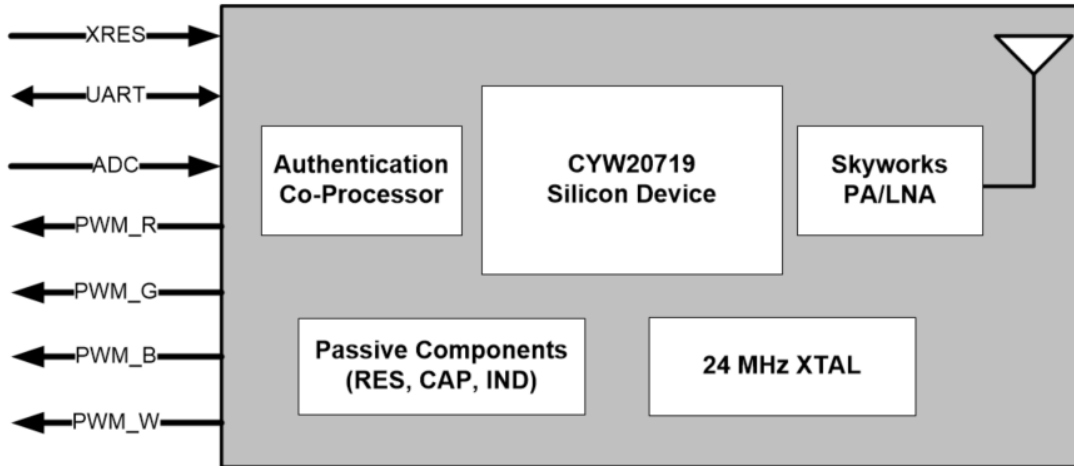 XRES
UART
ADC
PWM_R
PWM_G
PWM_B
PWM_W
Authentication
Co-Processor
CYW20719
Silicon Device
Skyworks
PA/LNA
Passive Components
(RES, CAP, IND)
24 MHz XTAL